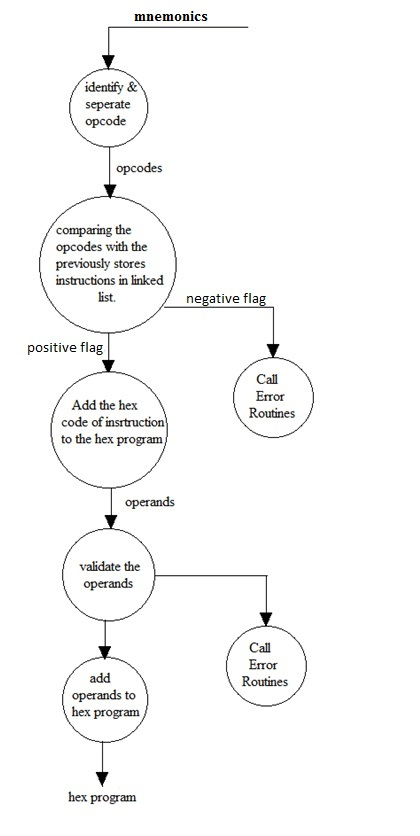 mnemonics
identify &
seperate
opcode
opcodes
comparing the
opcodes with the
previously stores
instructions in linked
list.
negative flag
positive flag
Call
Error
Routines
Add the hex
code of insrtruction
to the hex program
operands
validate the
operands
Call
Error
Routines
add
operands to
hex program
hex program